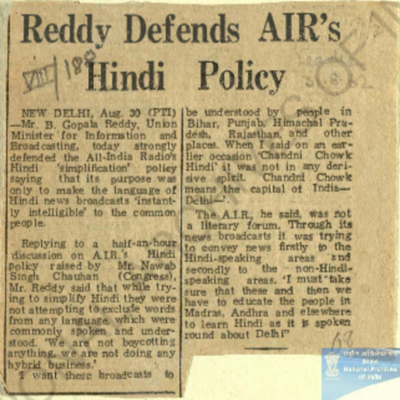 Reddy Defends AIR's
Hindi Policy
VIII/180
NEW DELHI, Aug. 30 (PTI)
—Mr. B. Gopala Reddy, Union
Minister for Information and
Broadcasting, today strongly
defended the All-India Radio's
Hindi 'simplification' policy
saying that its purpose was
only to make the language of
Hindi news broadcasts 'instant-
ly intelligible' to the common
people.
Replying to a half-an-hour
discussion on A.I.R.'s Hindi
Policy raised by Mr. Nawab
Singh Chauhan (Congress),
Mr. Reddy said that while try-
ing to simplify Hindi they were
not attempting to exclude words
from any language which were
commonly spoken and under-
stood. 'We are not boycotting
anything, we are not doing any
hybrid business.'
'I want these broadcasts to
be understood by people in
Bihar, Punjab, Himachal Pra-
desh, Rajasthan, and other
places. When I said on an ear-
lier occasion 'Chandni Chowk
Hindi' it was not in any deri-
sive spirit. Chandni Chowk
means the capital of India—
Delhi—'
The A.I.R., he said, was not
a literary forum. Through its
news broadcasts it was trying
to convey news firstly to the
Hindi-speaking areas and
secondly to the non-Hindi-
speaking areas. 'I must take
sure that these and then we
have to educate the people in
Madras, Andhra and elsewhere
to learn Hindi as it is spoken
round about Delhi"
68
National Archives
of India